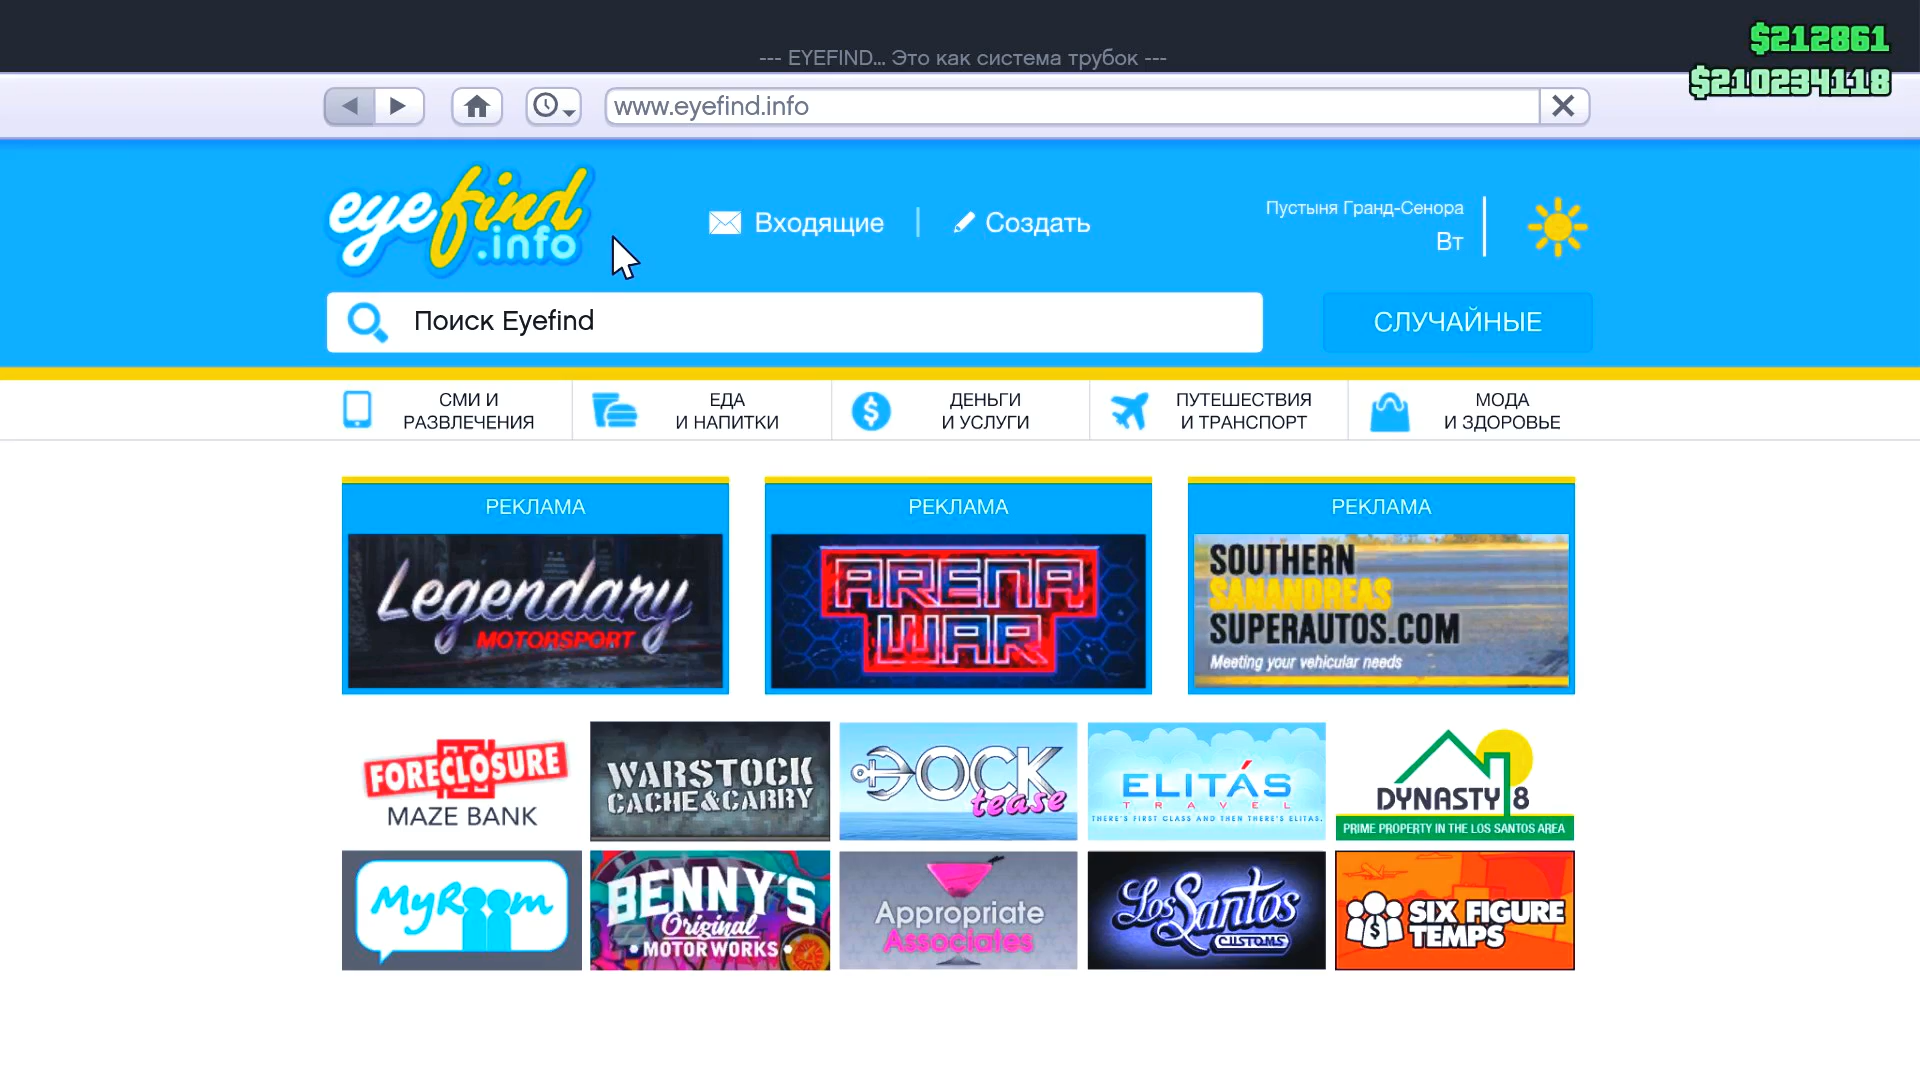 $212861
--- EYEFIND... Это как система трубок ---
$210234118
www.eyefind.info
eyefind
.info
Входящие
Создать
Пустыня Гранд-Сенора
Вт
Поиск Eyefind
СЛУЧАЙНЫЕ
СМИ И
РАЗВЛЕЧЕНИЯ
ЕДА
И НАПИТКИ
ДЕНЬГИ
И УСЛУГИ
ПУТЕШЕСТВИЯ
И ТРАНСПОРТ
МОДА
И ЗДОРОВЬЕ
РЕКЛАМА
Legendary
MOTORSPORT
РЕКЛАМА
ARENA
WAR
РЕКЛАМА
SOUTHERN
SANANDREAS
SUPERAUTOS.COM
Meeting your vehicular needs
FORECLOSURE
MAZE BANK
WARSTOCK
CACHE&CARRY
DOCK
tease
ELITÁS
TRAVEL
THERE'S FIRST CLASS AND THEN THERE'S ELITAS.
DYNASTY 8
PRIME PROPERTY IN THE LOS SANTOS AREA
MyRoom
BENNY'S
Original
• MOTOR WORKS •
Appropriate
Associates
Los Santos
CUSTOMS
SIX FIGURE
TEMPS